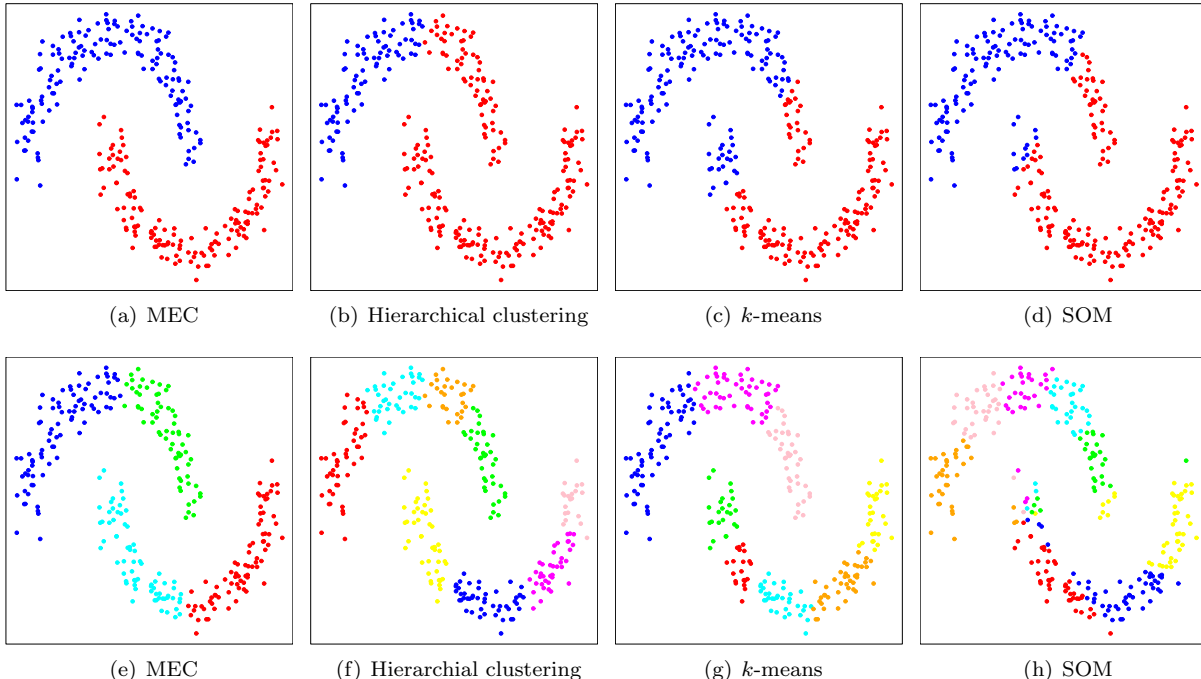 (a) MEC
(b) Hierarchical clustering
(c) k-means
(d) SOM
(e) MEC
(f) Hierarchial clustering
(g) k-means
(h) SOM